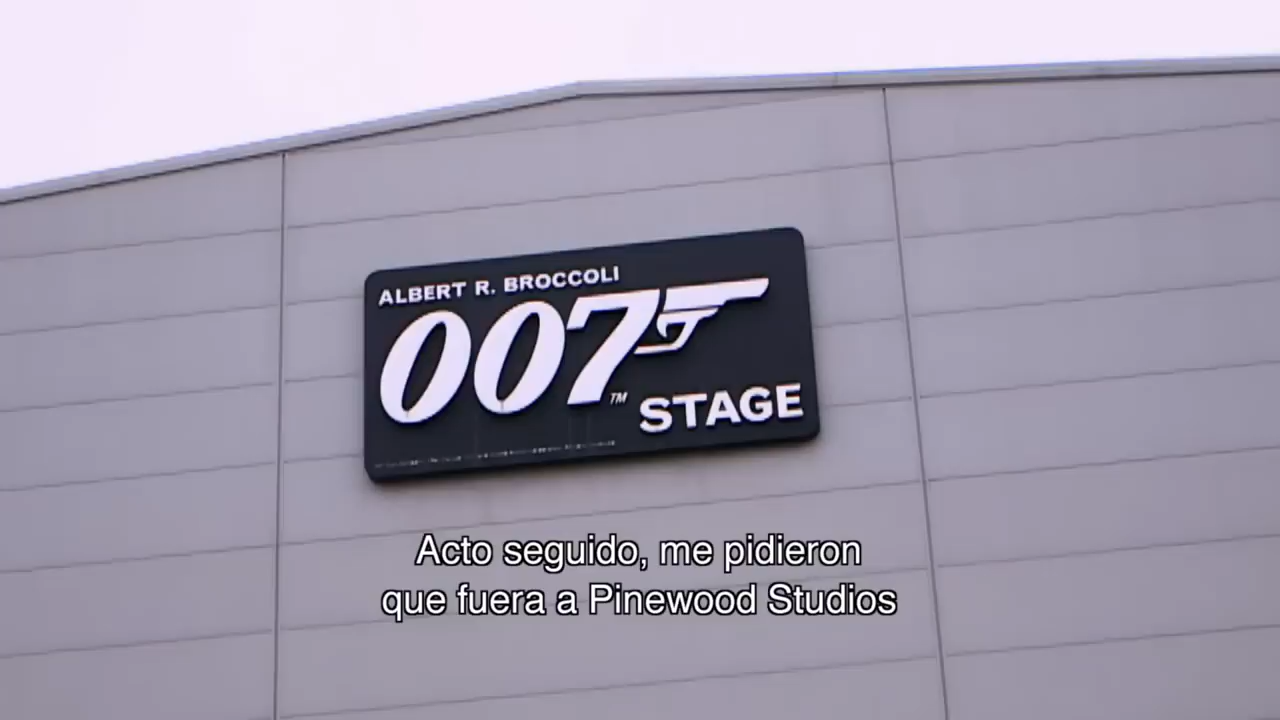 ALBERT R. BROCCOLI
007
TM
STAGE
Acto seguido, me pidieron
que fuera a Pinewood Studios